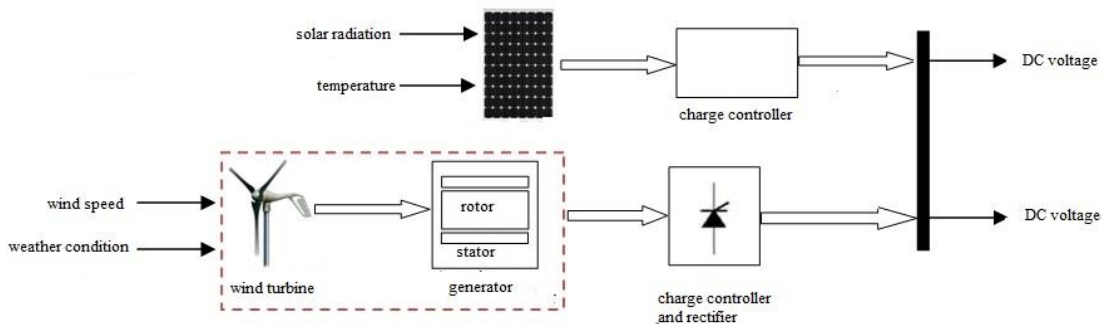 solar radiation
temperature
charge controller
DC voltage
wind speed
weather condition
wind turbine
rotor
stator
generator
charge controller
and rectifier
DC voltage